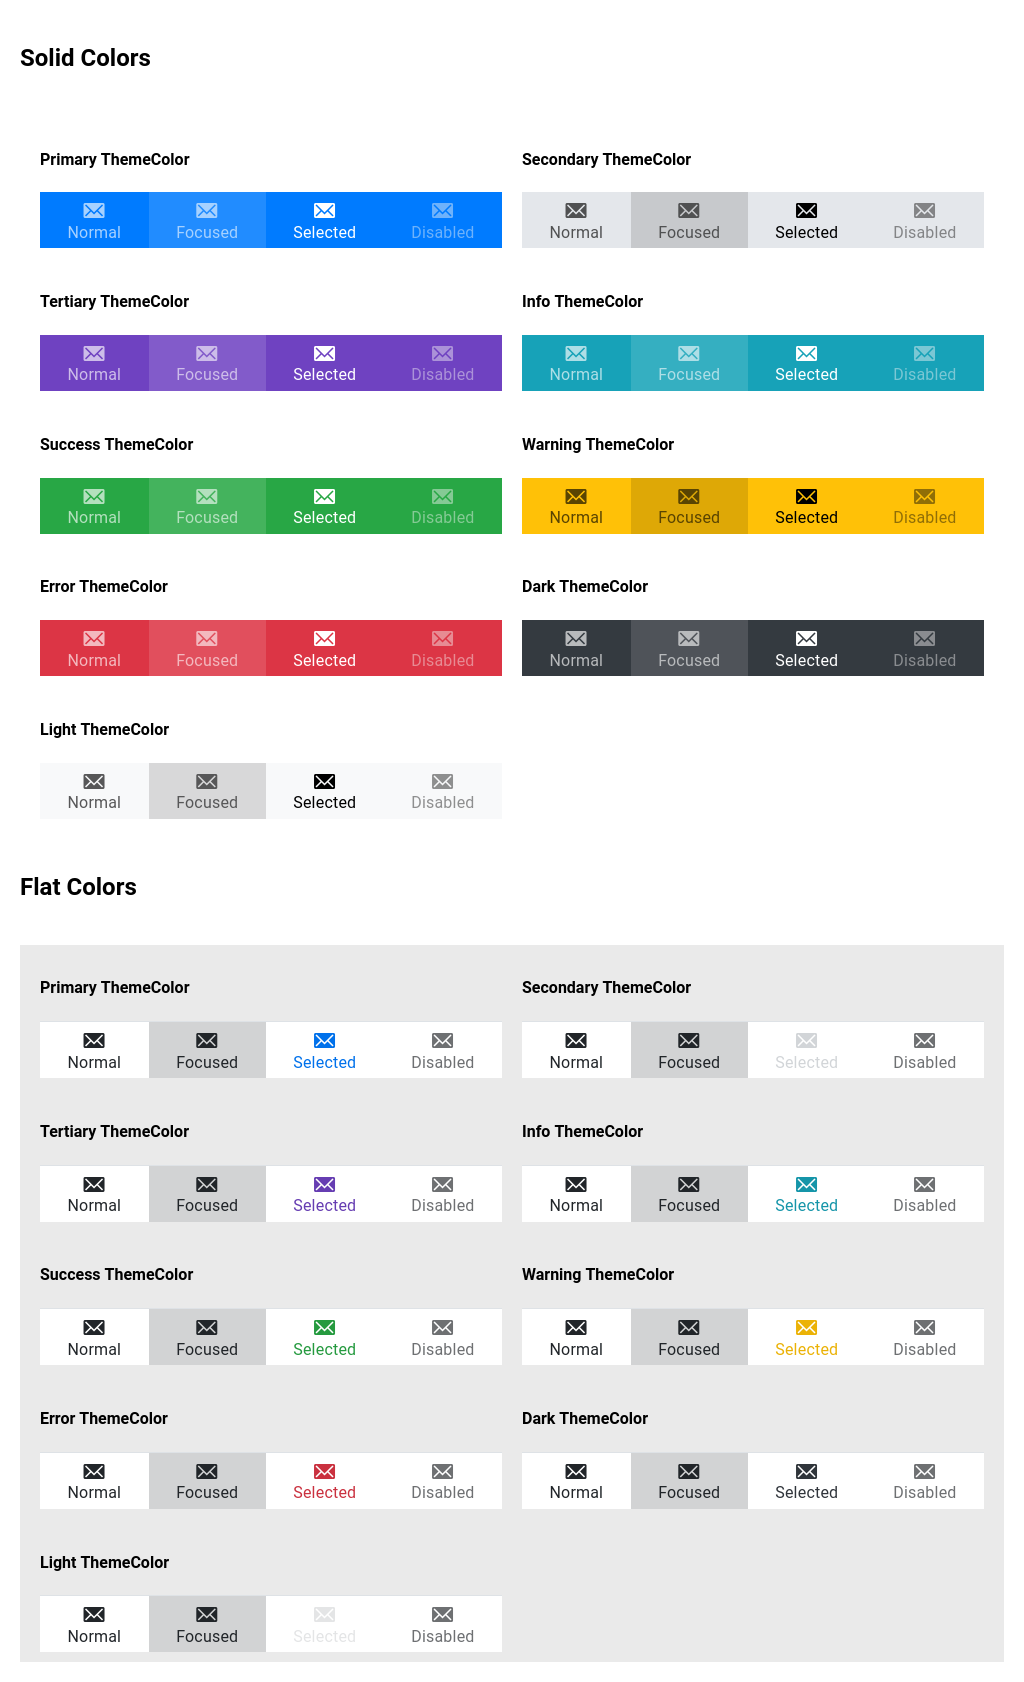 Solid Colors
Primary ThemeColor
Normal Focused Selected Disabled
Secondary ThemeColor
Normal Focused Selected Disabled
Tertiary ThemeColor
Normal Focused Selected Disabled
Info ThemeColor
Normal Focused Selected Disabled
Success ThemeColor
Normal Focused Selected Disabled
Warning ThemeColor
Normal Focused Selected Disabled
Error ThemeColor
Normal Focused Selected Disabled
Dark ThemeColor
Normal Focused Selected Disabled
Light ThemeColor
Normal Focused Selected Disabled
Flat Colors
Primary ThemeColor
Normal Focused Selected Disabled
Secondary ThemeColor
Normal Focused Selected Disabled
Tertiary ThemeColor
Normal Focused Selected Disabled
Info ThemeColor
Normal Focused Selected Disabled
Success ThemeColor
Normal Focused Selected Disabled
Warning ThemeColor
Normal Focused Selected Disabled
Error ThemeColor
Normal Focused Selected Disabled
Dark ThemeColor
Normal Focused Selected Disabled
Light ThemeColor
Normal Focused Selected Disabled